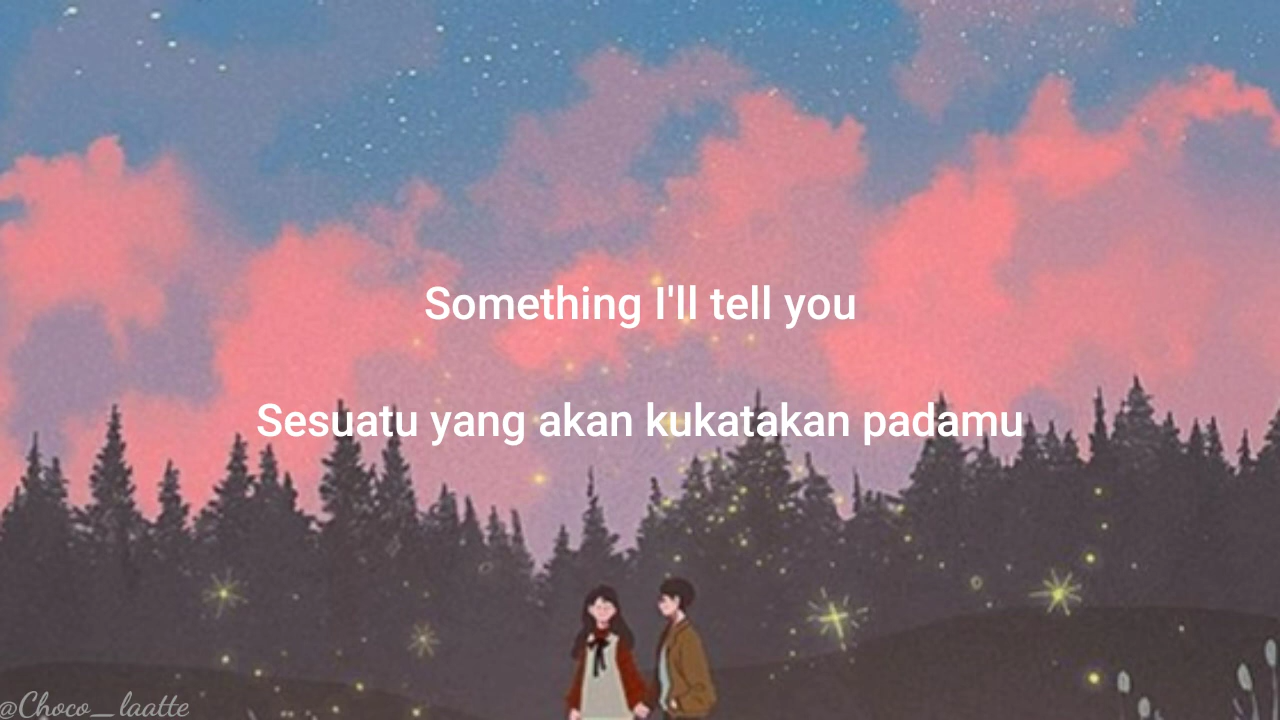 Something I'll tell you
Sesuatu yang akan kukatakan padamu
@Choco_laatte